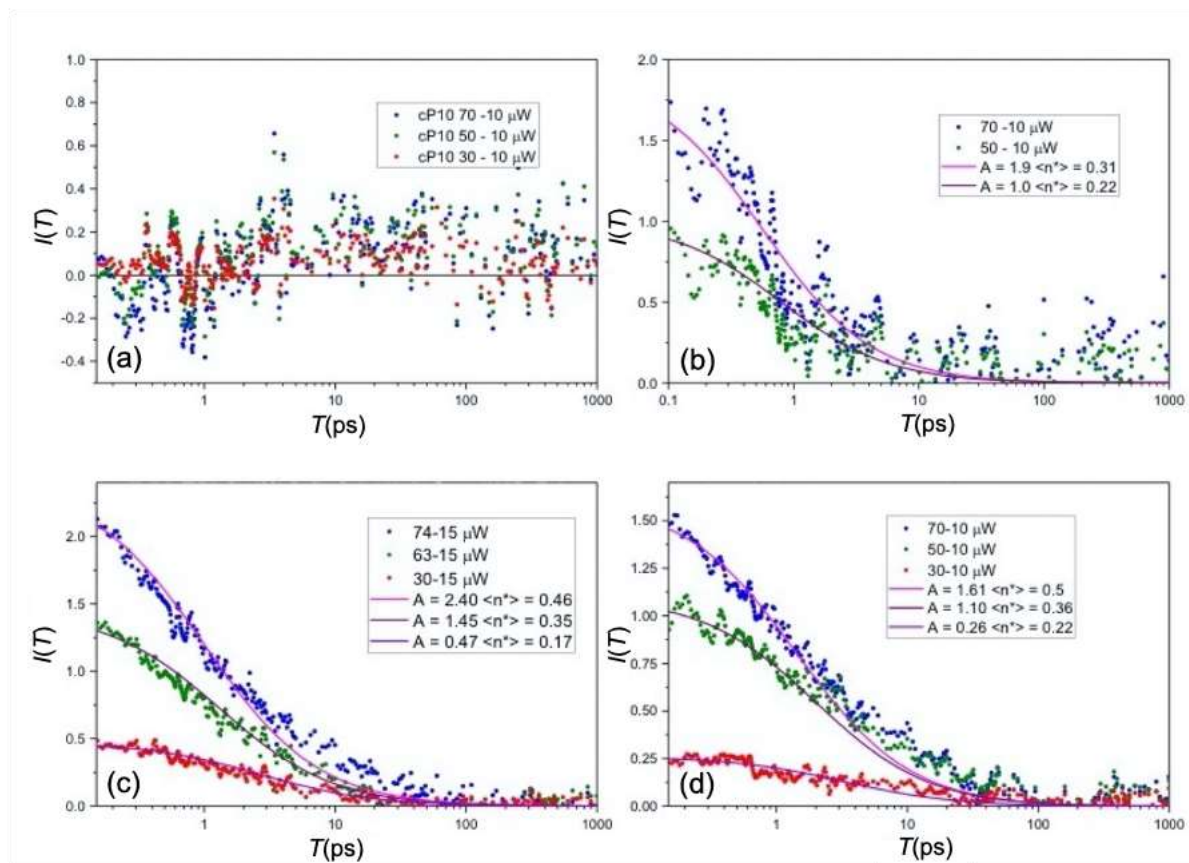 1.0
0.8
0.6
0.4
0.2
0.0
-0.2
-0.4
I(T)
cP10 70 -10 μW
cP10 50 - 10 μW
cP10 30 - 10 μW
(a)
1 10 100 1000
T(ps)
2.0
1.5
1.0
0.5
0.0
I(T)
70 -10 μW
50 - 10 μW
A = 1.9 <n*> = 0.31
A = 1.0 <n*> = 0.22
(b)
0.1 1 10 100 1000
T(ps)
2.0
1.5
1.0
0.5
0.0
I(T)
74-15 μW
63-15 μW
30-15 μW
A = 2.40 <n*> = 0.46
A = 1.45 <n*> = 0.35
A = 0.47 <n*> = 0.17
(c)
1 10 100 1000
T(ps)
1.50
1.25
1.00
0.75
0.50
0.25
0.00
I(T)
70-10 μW
50-10 μW
30-10 μW
A = 1.61 <n*> = 0.5
A = 1.10 <n*> = 0.36
A = 0.26 <n*> = 0.22
(d)
1 10 100 1000
T(ps)